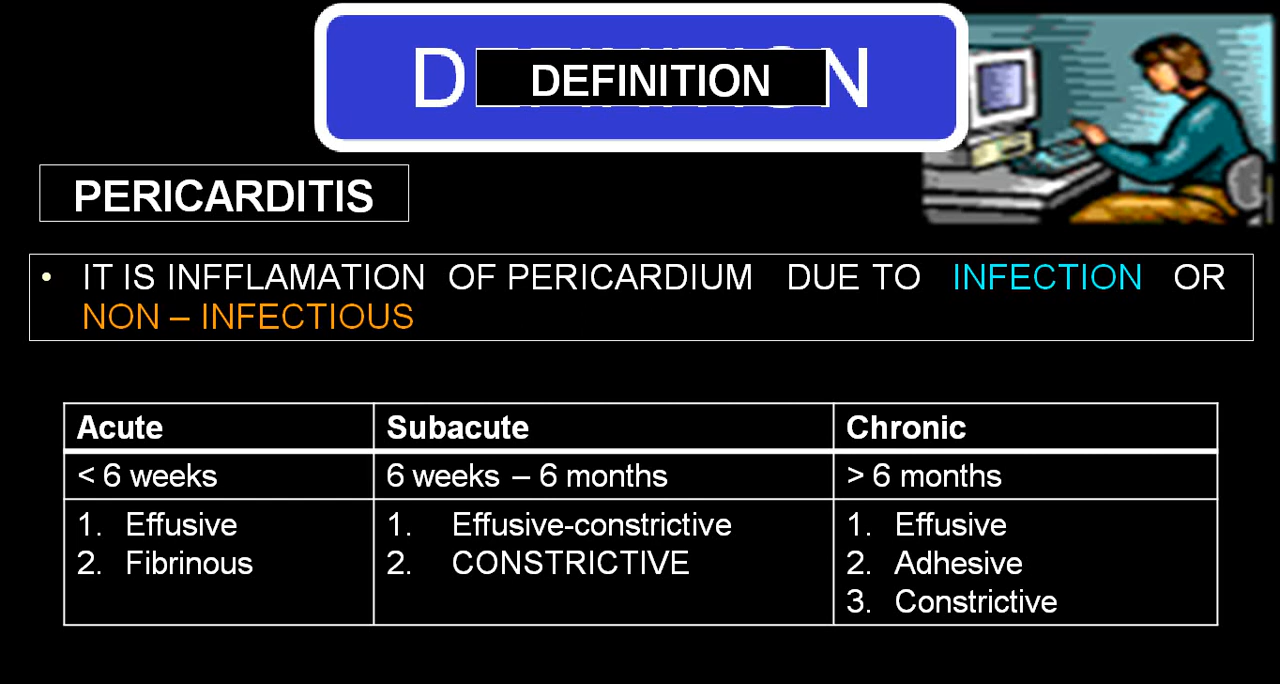 DEFINITION
DEFINITION
PERICARDITIS
• IT IS INFFLAMATION OF PERICARDIUM DUE TO INFECTION OR
NON – INFECTIOUS
Acute Subacute Chronic
< 6 weeks 6 weeks – 6 months > 6 months
1. Effusive 1. Effusive-constrictive 1. Effusive
2. Fibrinous 2. CONSTRICTIVE 2. Adhesive
3. Constrictive